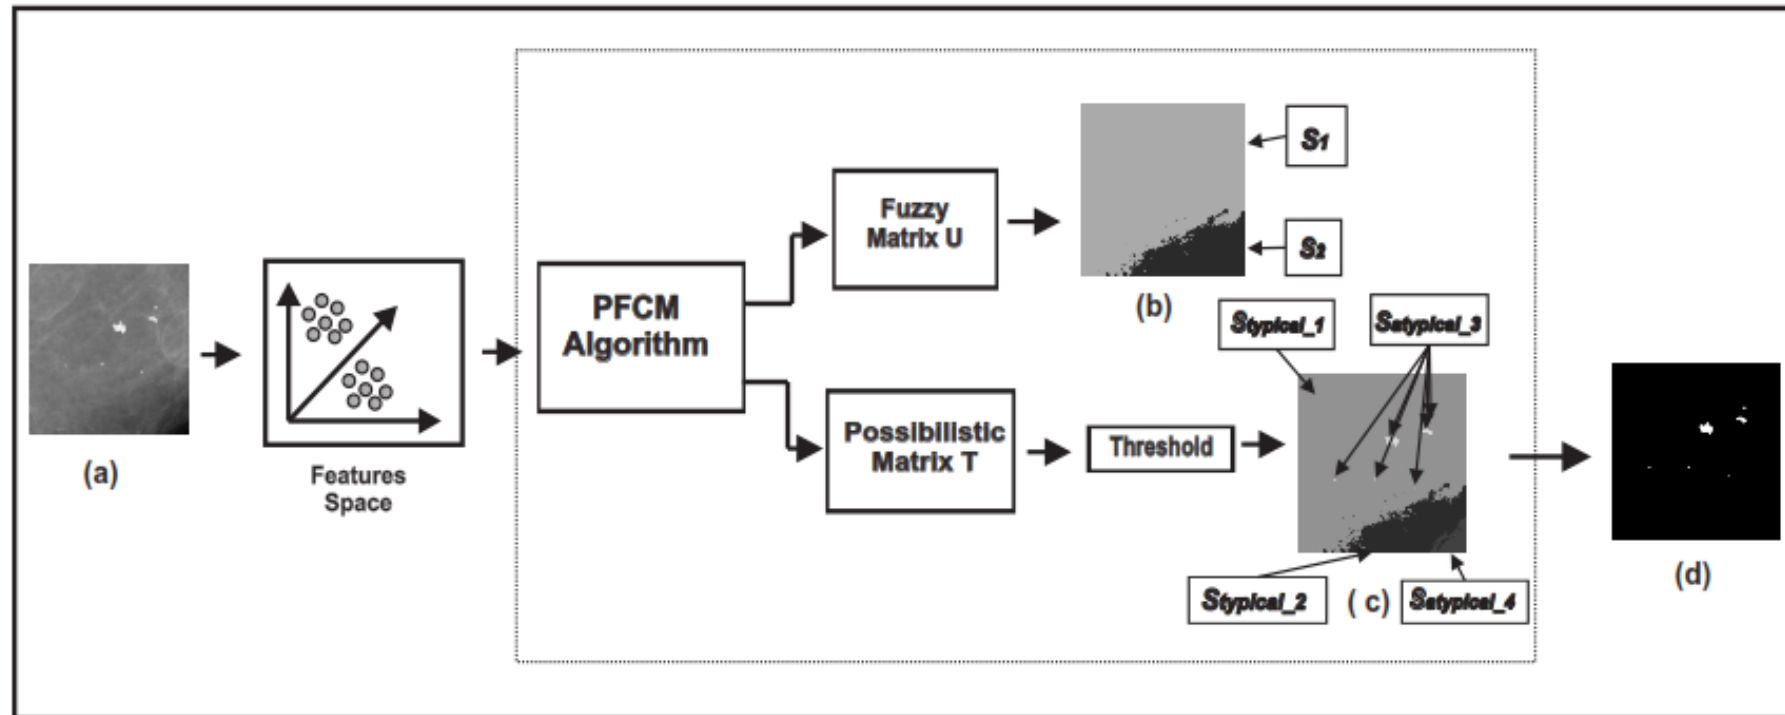 (a)
Features
Space
PFCM
Algorithm
Fuzzy
Matrix U
Possibilistic
Matrix T
Threshold
S1
S2
(b)
Stypical_1
Satypical_3
Stypical_2
( c)
Satypical_4
(d)